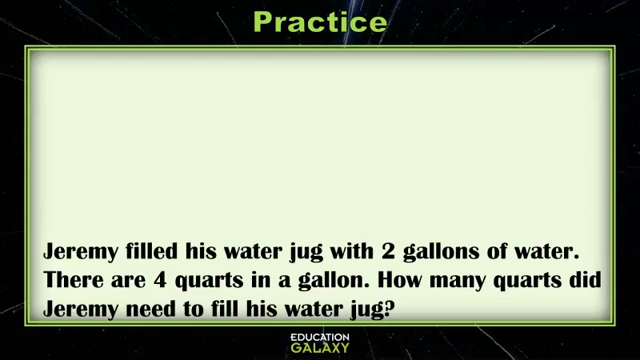 Practice
Jeremy filled his water jug with 2 gallons of water.
There are 4 quarts in a gallon. How many quarts did
Jeremy need to fill his water jug?
EDUCATION
GALAXY